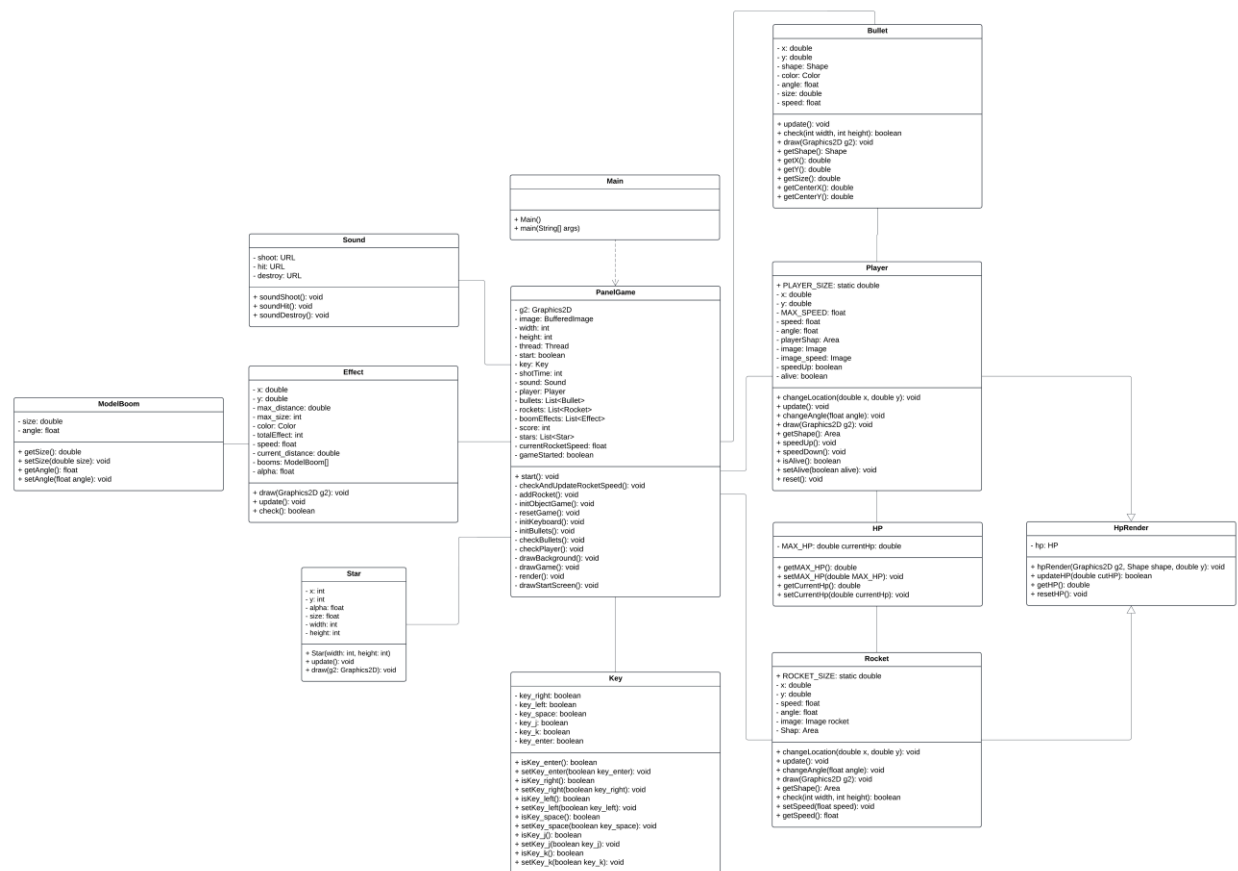 Bullet
- x: double
- y: double
- shape: Shape
- color: Color
- angle: float
- size: double
- speed: float
+ update(): void
+ check(int width, int height): boolean
+ draw(Graphics2D g2): void
+ getShape(): Shape
+ getX(): double
+ getY(): double
+ getSize(): double
+ getCenterX(): double
+ getCenterY(): double
Main
+ Main()
+ main(String[] args)
Sound
- shoot: URL
- hit: URL
- destroy: URL
+ soundShoot(): void
+ soundHit(): void
+ soundDestroy(): void
PanelGame
- g2: Graphics2D
- image: BufferedImage
- width: int
- height: int
- thread: Thread
- start: boolean
- key: Key
- shotTime: int
- sound: Sound
- player: Player
- bullets: List<Bullet>
- rockets: List<Rocket>
- boomEffects: List<Effect>
- score: int
- stars: List<Star>
- currentRocketSpeed: float
- gameStarted: boolean
+ start(): void
+ checkAndUpdateRocketSpeed(): void
+ addRocket(): void
+ initObjectGame(): void
+ resetGame(): void
+ initKeyboard(): void
+ initBullets(): void
+ checkBullets(): void
+ checkPlayer(): void
+ drawBackground(): void
+ drawGame(): void
+ render(): void
+ drawStartScreen(): void
Player
+ PLAYER_SIZE: static double
- x: double
- y: double
- MAX_SPEED: float
- speed: float
- angle: float
- playerShap: Area
- image: Image
- image_speed: Image
- speedUp: boolean
- alive: boolean
+ changeLocation(double x, double y): void
+ update(): void
+ changeAngle(float angle): void
+ draw(Graphics2D g2): void
+ getShape(): Area
+ speedUp(): void
+ speedDown(): void
+ isAlive(): boolean
+ setAlive(boolean alive): void
+ reset(): void
Effect
- x: double
- y: double
- max_distance: double
- max_size: int
- color: Color
- totalEffect: int
- speed: float
- current_distance: double
- booms: ModelBoom[]
- alpha: float
+ draw(Graphics2D g2): void
+ update(): void
+ check(): boolean
ModelBoom
- size: double
- angle: float
+ getSize(): double
+ setSize(double size): void
+ getAngle(): float
+ setAngle(float angle): void
HP
- MAX_HP: double currentHp: double
+ getMAX_HP(): double
+ setMAX_HP(double MAX_HP): void
+ getCurrentHp(): double
+ setCurrentHp(double currentHp): void
HpRender
- hp: HP
+ hpRender(Graphics2D g2, Shape shape, double y): void
+ updateHP(double cutHP): boolean
+ getHP(): double
+ resetHP(): void
Star
- x: int
- y: int
- alpha: float
- size: float
- width: int
- height: int
+ Star(width: int, height: int)
+ update(): void
+ draw(g2: Graphics2D): void
Key
- key_right: boolean
- key_left: boolean
- key_space: boolean
- key_j: boolean
- key_k: boolean
- key_enter: boolean
+ isKey_enter(): boolean
+ setKey_enter(boolean key_enter): void
+ isKey_right(): boolean
+ setKey_right(boolean key_right): void
+ isKey_left(): boolean
+ setKey_left(boolean key_left): void
+ isKey_space(): boolean
+ setKey_space(boolean key_space): void
+ isKey_j(): boolean
+ setKey_j(boolean key_j): void
+ isKey_k(): boolean
+ setKey_k(boolean key_k): void
Rocket
+ ROCKET_SIZE: static double
- x: double
- y: double
- speed: float
- angle: float
- image: Image rocket
- Shap: Area
+ changeLocation(double x, double y): void
+ update(): void
+ changeAngle(float angle): void
+ draw(Graphics2D g2): void
+ getShape(): Area
+ check(int width, int height): boolean
+ setSpeed(float speed): void
+ getSpeed(): float